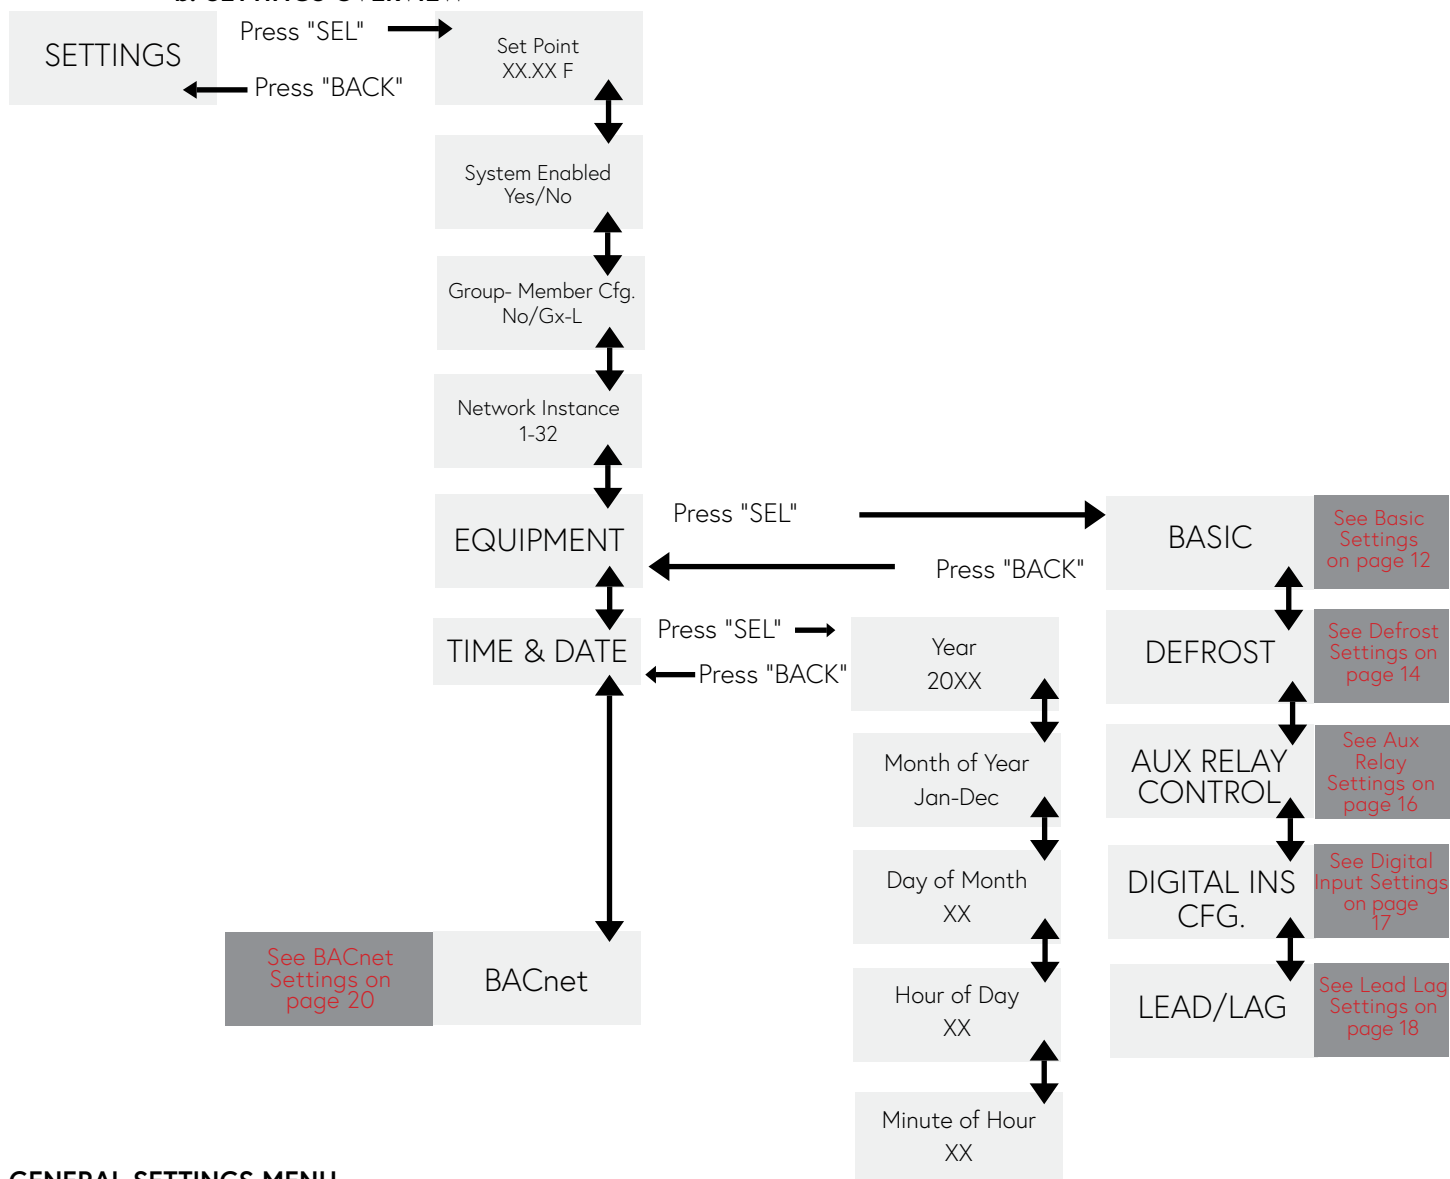 b. SETTINGS OVERVIEW
SETTINGS
Press "SEL"
Press "BACK"
Set Point
XX.XX F
System Enabled
Yes/No
Group- Member Cfg.
No/Gx-L
Network Instance
1-32
EQUIPMENT
Press "SEL"
Press "BACK"
BASIC
See Basic
Settings
on page 12
DEFROST
See Defrost
Settings on
page 14
AUX RELAY
CONTROL
See Aux
Relay
Settings on
page 16
DIGITAL INS
CFG.
See Digital
Input Settings
on page
17
LEAD/LAG
See Lead Lag
Settings on
page 18
TIME & DATE
Press "SEL"
Press "BACK"
Year
20XX
Month of Year
Jan-Dec
Day of Month
XX
Hour of Day
XX
Minute of Hour
XX
See BACnet
Settings on
page 20
BACnet
GENERAL SETTINGS MENU